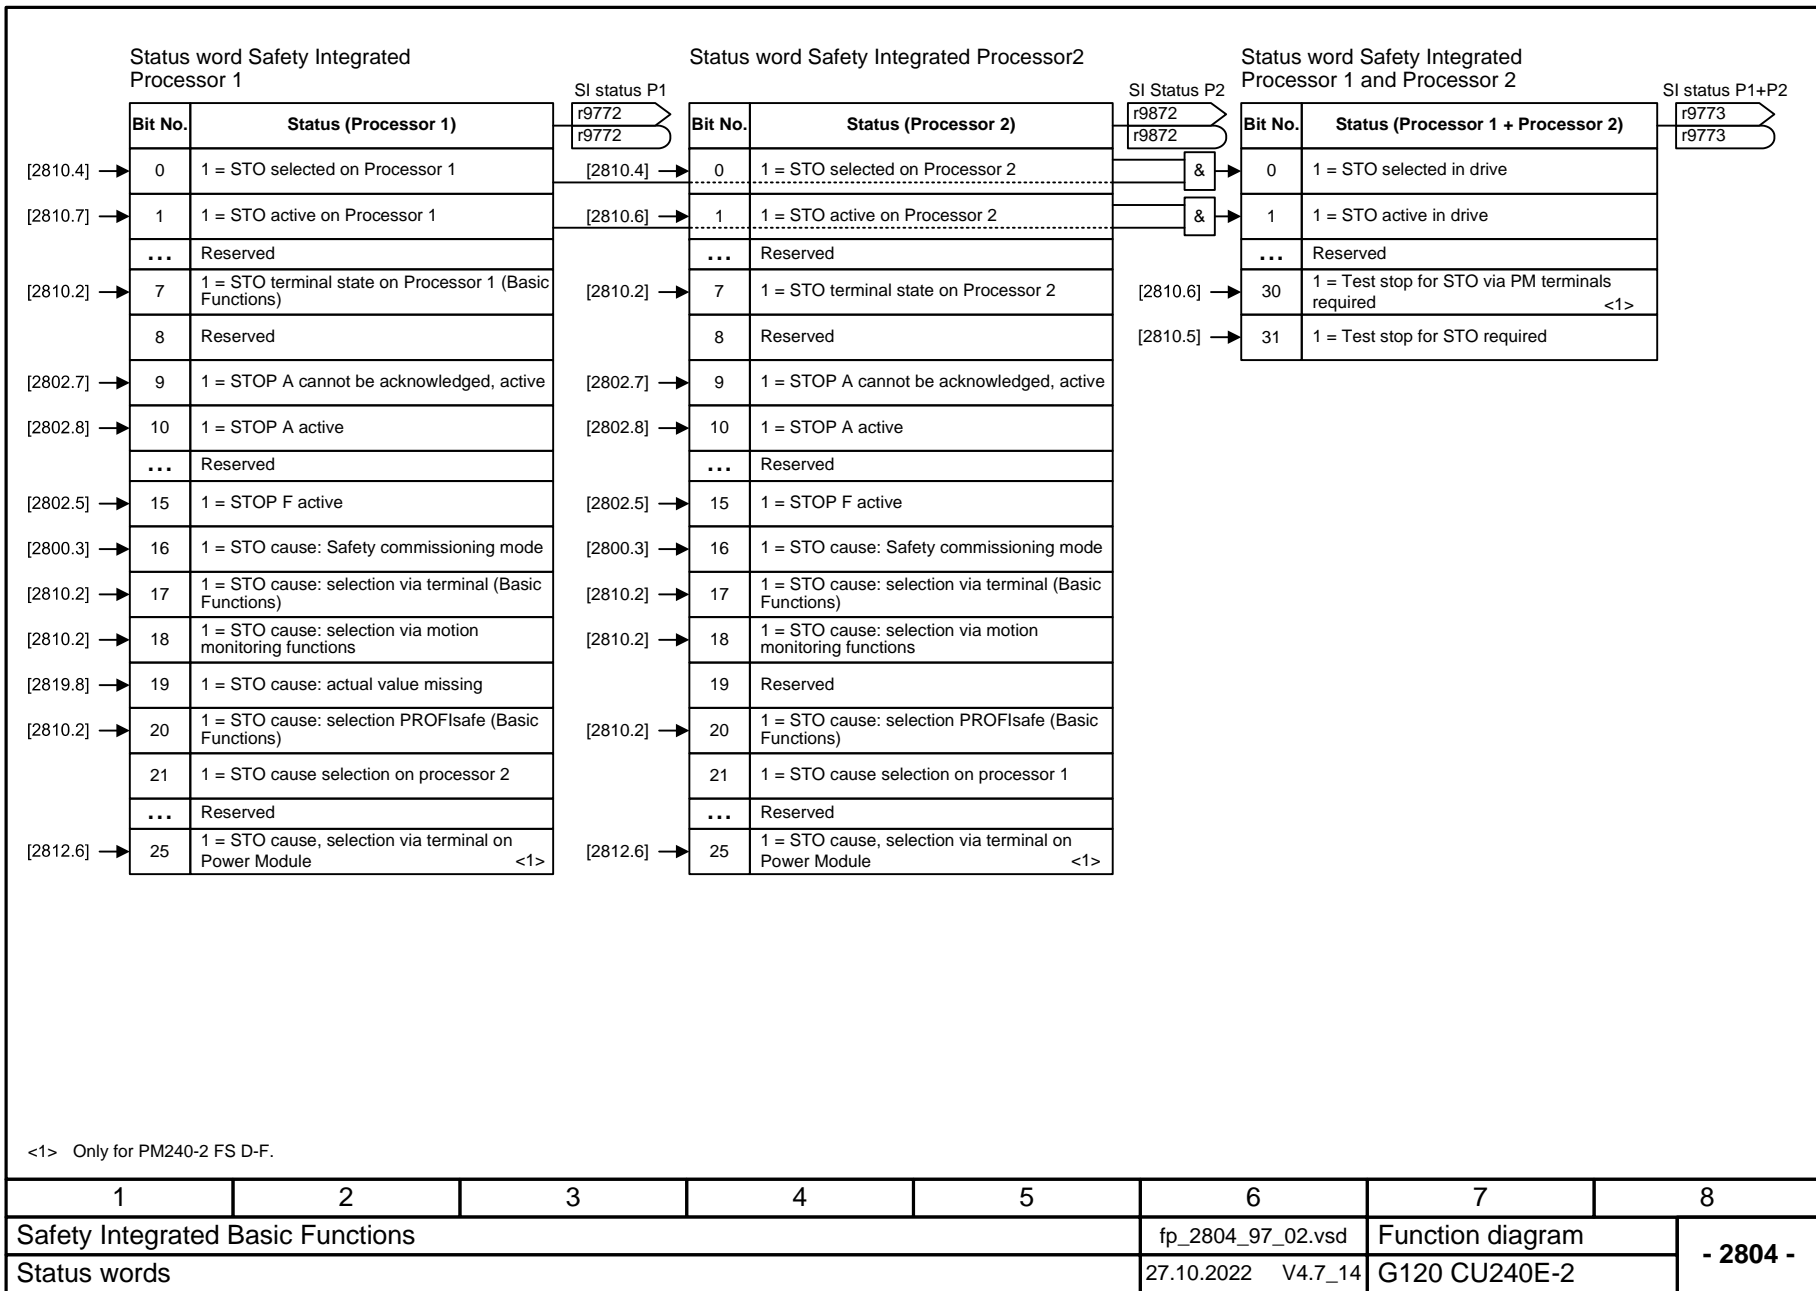 Status word Safety Integrated
Processor 1
SI status P1
r9772
r9772
Bit No. Status (Processor 1)
[2810.4] 0 1 = STO selected on Processor 1
[2810.7] 1 1 = STO active on Processor 1
... Reserved
[2810.2] 7 1 = STO terminal state on Processor 1 (Basic
Functions)
8 Reserved
[2802.7] 9 1 = STOP A cannot be acknowledged, active
[2802.8] 10 1 = STOP A active
... Reserved
[2802.5] 15 1 = STOP F active
[2800.3] 16 1 = STO cause: Safety commissioning mode
[2810.2] 17 1 = STO cause: selection via terminal (Basic
Functions)
[2810.2] 18 1 = STO cause: selection via motion
monitoring functions
[2819.8] 19 1 = STO cause: actual value missing
[2810.2] 20 1 = STO cause: selection PROFIsafe (Basic
Functions)
21 1 = STO cause selection on processor 2
... Reserved
[2812.6] 25 1 = STO cause, selection via terminal on
Power Module <1>
Status word Safety Integrated Processor2
SI Status P2
r9872
r9872
Bit No. Status (Processor 2)
[2810.4] 0 1 = STO selected on Processor 2
&
[2810.6] 1 1 = STO active on Processor 2
&
... Reserved
[2810.2] 7 1 = STO terminal state on Processor 2
8 Reserved
[2802.7] 9 1 = STOP A cannot be acknowledged, active
[2802.8] 10 1 = STOP A active
... Reserved
[2802.5] 15 1 = STOP F active
[2800.3] 16 1 = STO cause: Safety commissioning mode
[2810.2] 17 1 = STO cause: selection via terminal (Basic
Functions)
[2810.2] 18 1 = STO cause: selection via motion
monitoring functions
19 Reserved
[2810.2] 20 1 = STO cause: selection PROFIsafe (Basic
Functions)
21 1 = STO cause selection on processor 1
... Reserved
[2812.6] 25 1 = STO cause, selection via terminal on
Power Module <1>
Status word Safety Integrated
Processor 1 and Processor 2
SI status P1+P2
r9773
r9773
Bit No. Status (Processor 1 + Processor 2)
0 1 = STO selected in drive
1 1 = STO active in drive
... Reserved
[2810.6] 30 1 = Test stop for STO via PM terminals
required <1>
[2810.5] 31 1 = Test stop for STO required
<1> Only for PM240-2 FS D-F.
1 2 3 4 5 6 7 8
Safety Integrated Basic Functions fp_2804_97_02.vsd Function diagram
- 2804 -
Status words 27.10.2022 V4.7_14 G120 CU240E-2